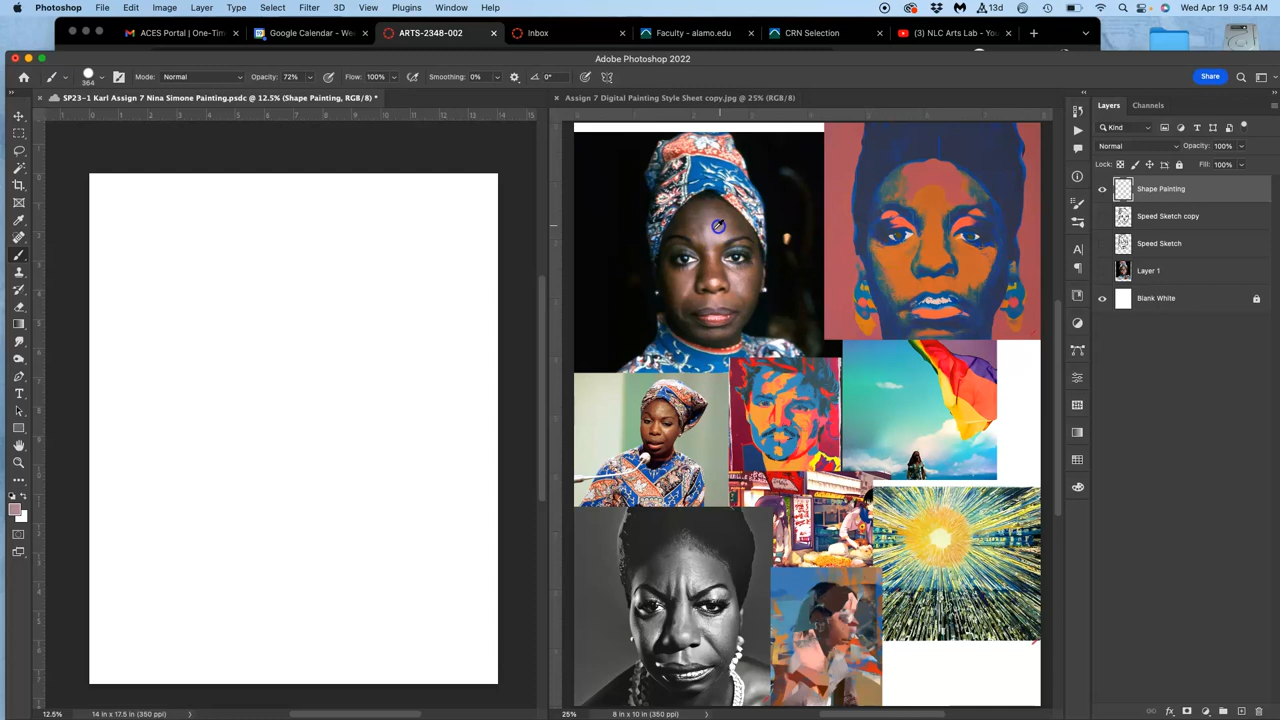 Photoshop File Edit Image Layer Type Select Filter 3D View Plugins Window Help 13d Wed Apr 19 9:54 AM
ACES Portal | One-Tim Google Calendar - We ARTS-2348-002 Inbox Faculty - alamo.edu CRN Selection (3) NLC Arts Lab - You
Adobe Photoshop 2023
364 Mode: Normal Opacity: 72% Flow: 100% Smoothing: 0% 0° Share
SP23-1 Karl Assign 7 Nina Simone Painting.psdc @ 12.5% (Shape Painting, RGB/8) * Assign 7 Digital Painting Style Sheet copy.jpg @ 25% (RGB/8)
Layers Channels
Kind
Normal Opacity: 100%
Lock: Fill: 100%
Shape Painting
Speed Sketch copy
Speed Sketch
Layer 1
Blank White
12.5% 14 in x 17.5 in (350 ppi) 25% 8 in x 10 in (350 ppi)